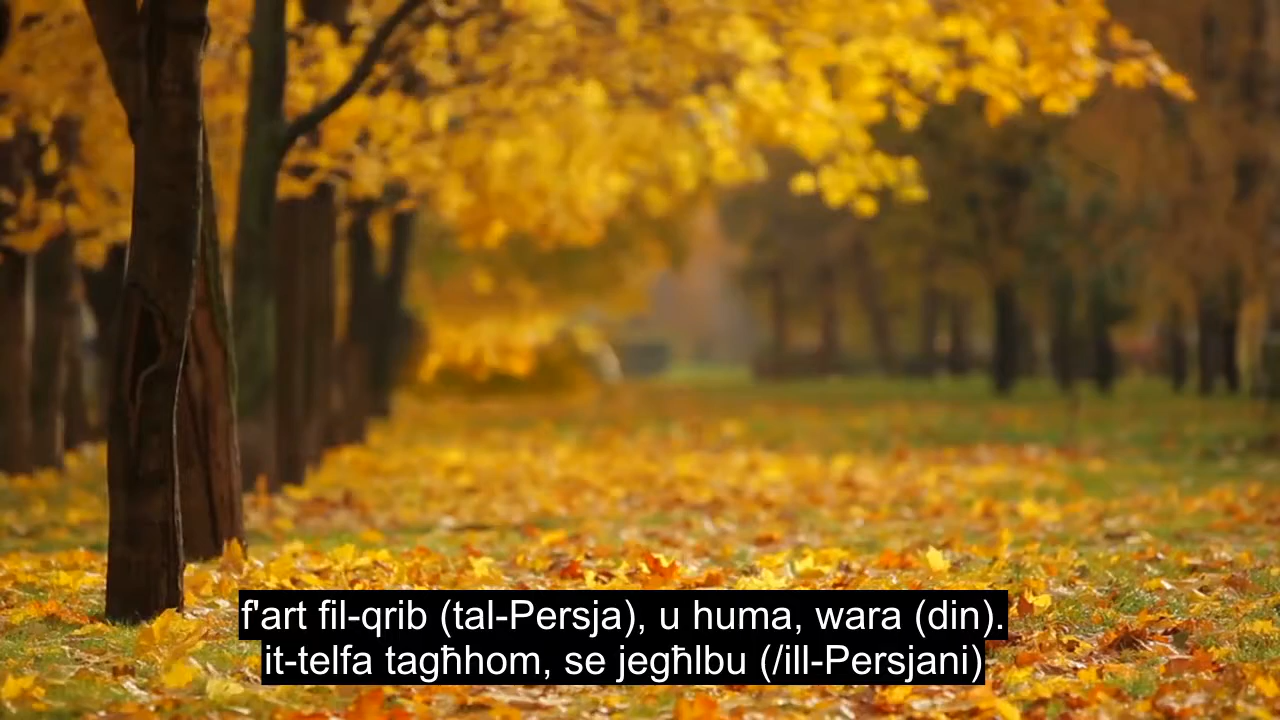 f'art fil-qrib (tal-Persja), u huma, wara (din).
it-telfa tagħhom, se jegħlbu (/ill-Persjani)